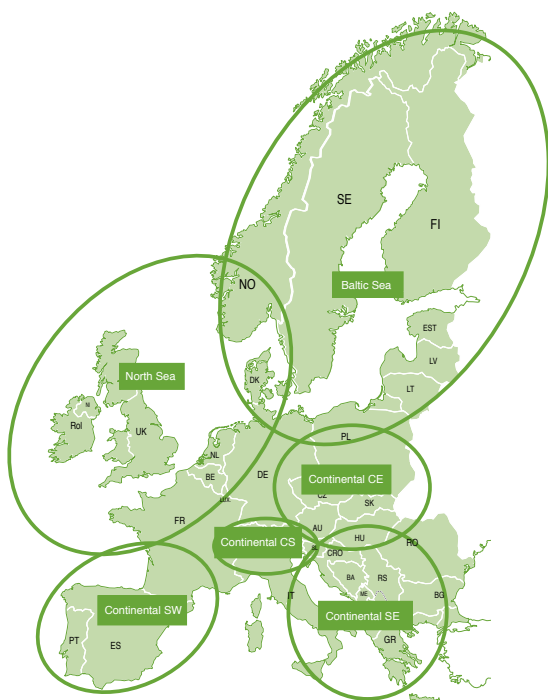 SE
FI
NO
Baltic Sea
EST
LV
LT
DK
North Sea
NI
RoI
UK
PL
NL
BE
DE
LUX
Continental CE
CZ
SK
FR
AU
HU
RO
Continental CS
CRO
BA
RS
ME
BG
Continental SW
Continental SE
IT
PT
ES
GR